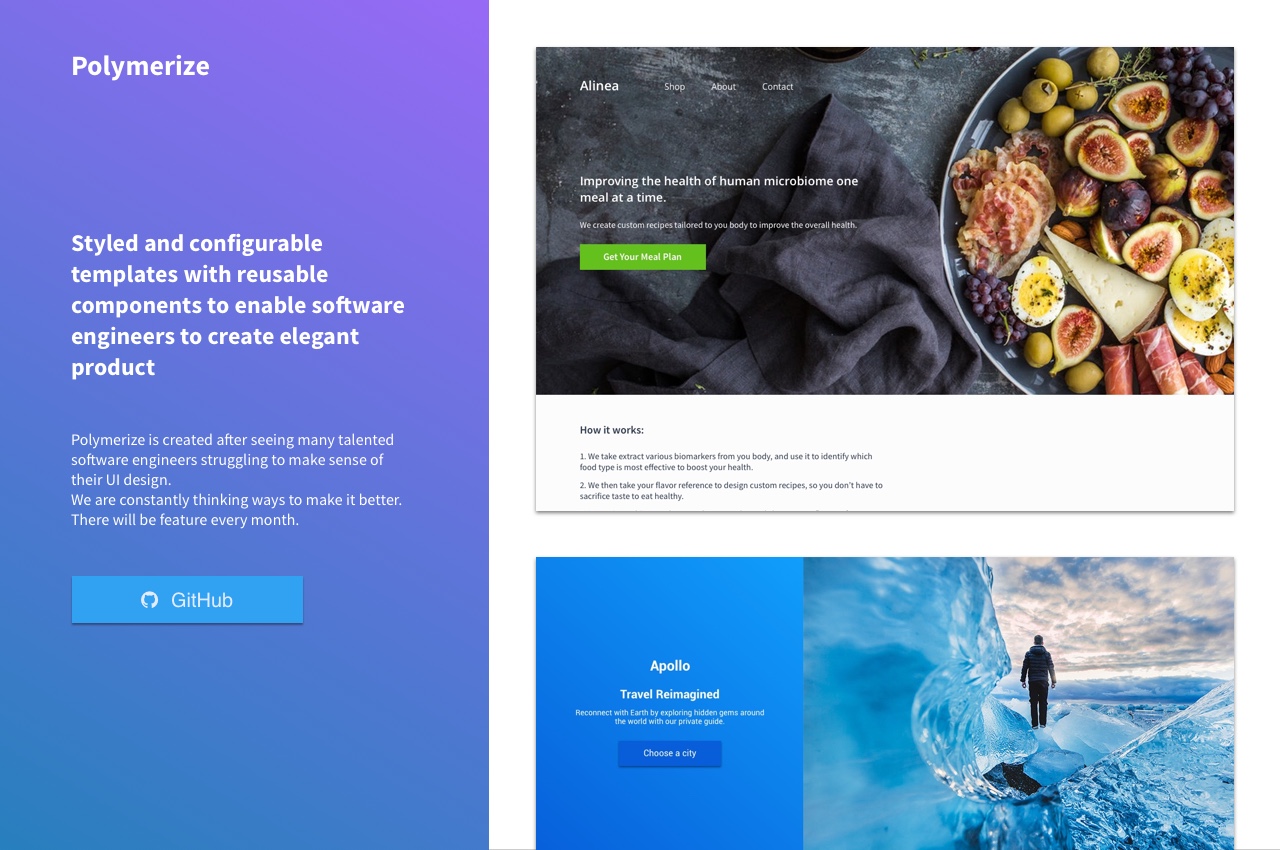 Polymerize
Styled and configurable
templates with reusable
components to enable software
engineers to create elegant
product
Polymerize is created after seeing many talented
software engineers struggling to make sense of
their UI design.
We are constantly thinking ways to make it better.
There will be feature every month.
GitHub
Alinea
Shop
About
Contact
Improving the health of human microbiome one
meal at a time.
We create custom recipes tailored to you body to improve the overall health.
Get Your Meal Plan
How it works:
1. We take extract various biomarkers from you body, and use it to identify which
food type is most effective to boost your health.
2. We then take your flavor reference to design custom recipes, so you don't have to
sacrifice taste to eat healthy.
Apollo
Travel Reimagined
Reconnect with Earth by exploring hidden gems around
the world with our private guide.
Choose a city